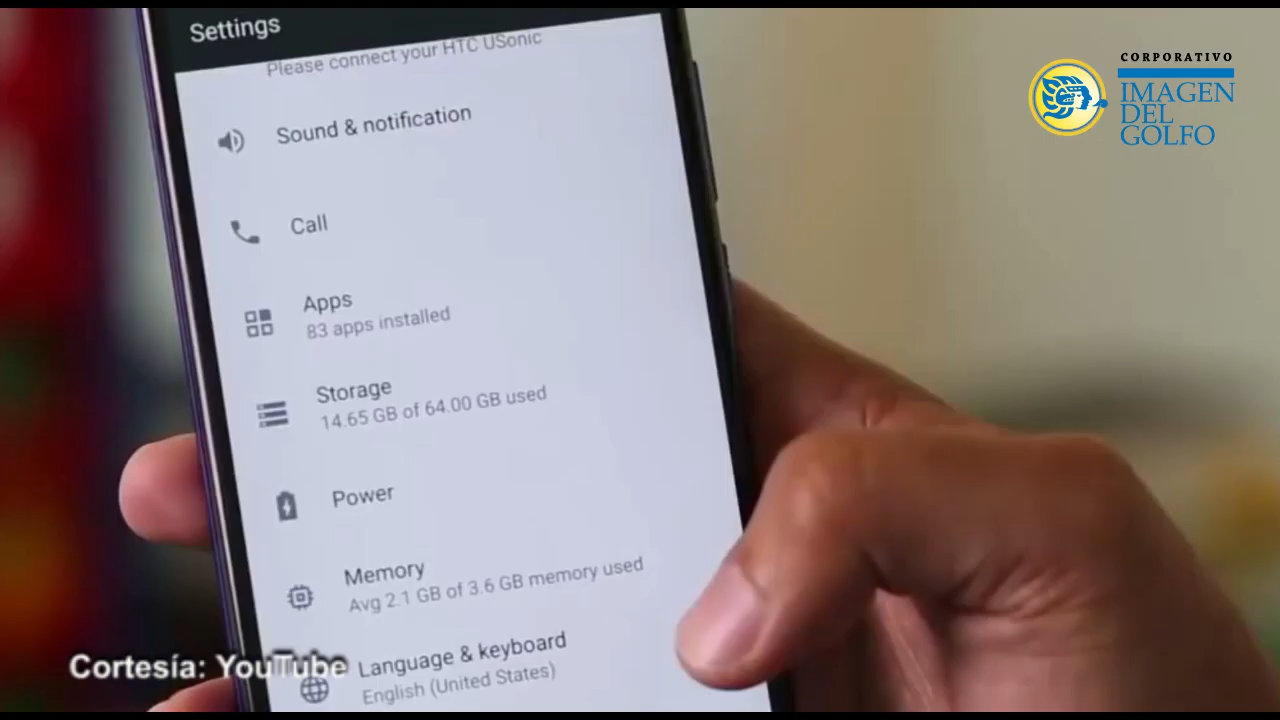 Settings
Please connect your HTC USonic
Sound & notification
Call
Apps
83 apps installed
Storage
14.65 GB of 64.00 GB used
Power
Memory
Avg 2.1 GB of 3.6 GB memory used
Language & keyboard
English (United States)
CORPORATIVO
IMAGEN
DEL
GOLFO
Cortesía: YouTube